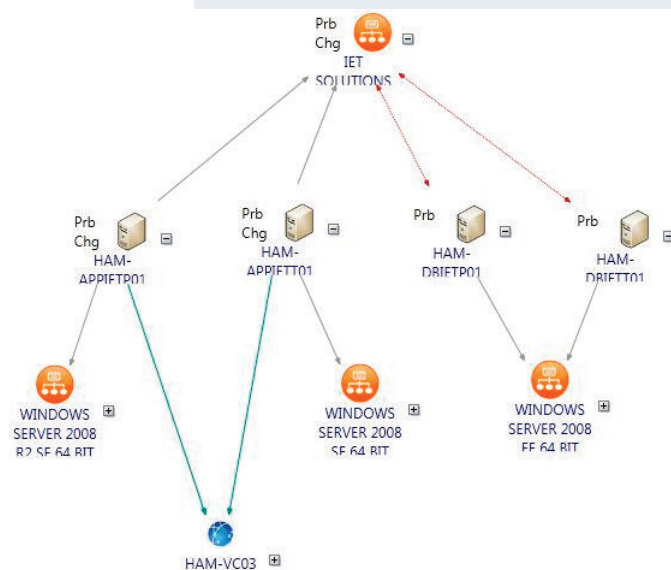 Prb
Chg
IET
SOLUTIONS
Prb
Chg
HAM-
APPIETP01
Prb
Chg
HAM-
APPIETT01
Prb
HAM-
DBIETP01
Prb
HAM-
DBIETT01
WINDOWS
SERVER 2008
R2 SE 64 BIT
WINDOWS
SERVER 2008
SE 64 BIT
WINDOWS
SERVER 2008
EE 64 BIT
HAM-VC03